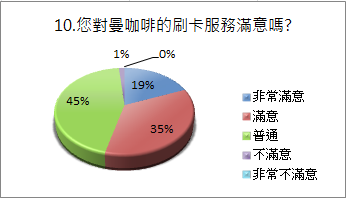 10.您對曼咖啡的刷卡服務滿意嗎?
1%
0%
19%
45%
35%
非常滿意
滿意
普通
不滿意
非常不滿意